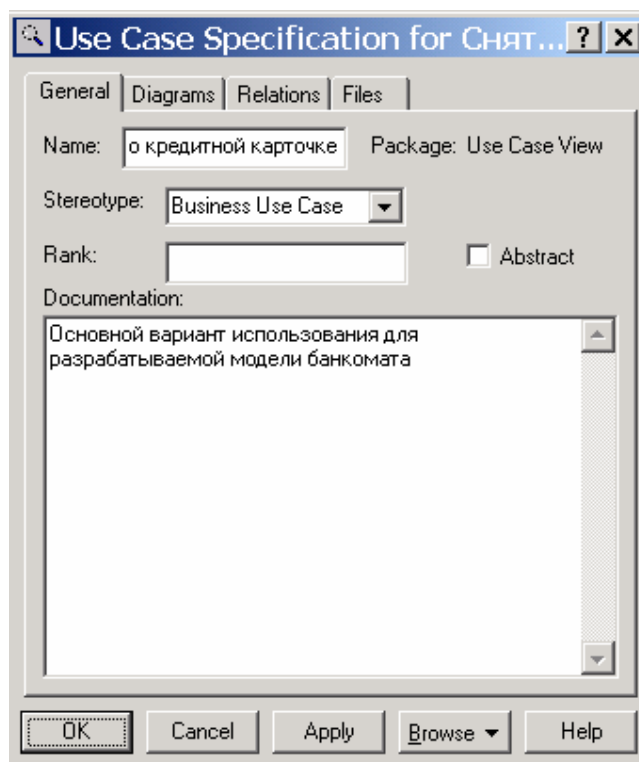 Use Case Specification for Снят...
General Diagrams Relations Files
Name: о кредитной карточке Package: Use Case View
Stereotype: Business Use Case
Rank: Abstract
Documentation:
Основной вариант использования для
разрабатываемой модели банкомата
OK Cancel Apply Browse Help